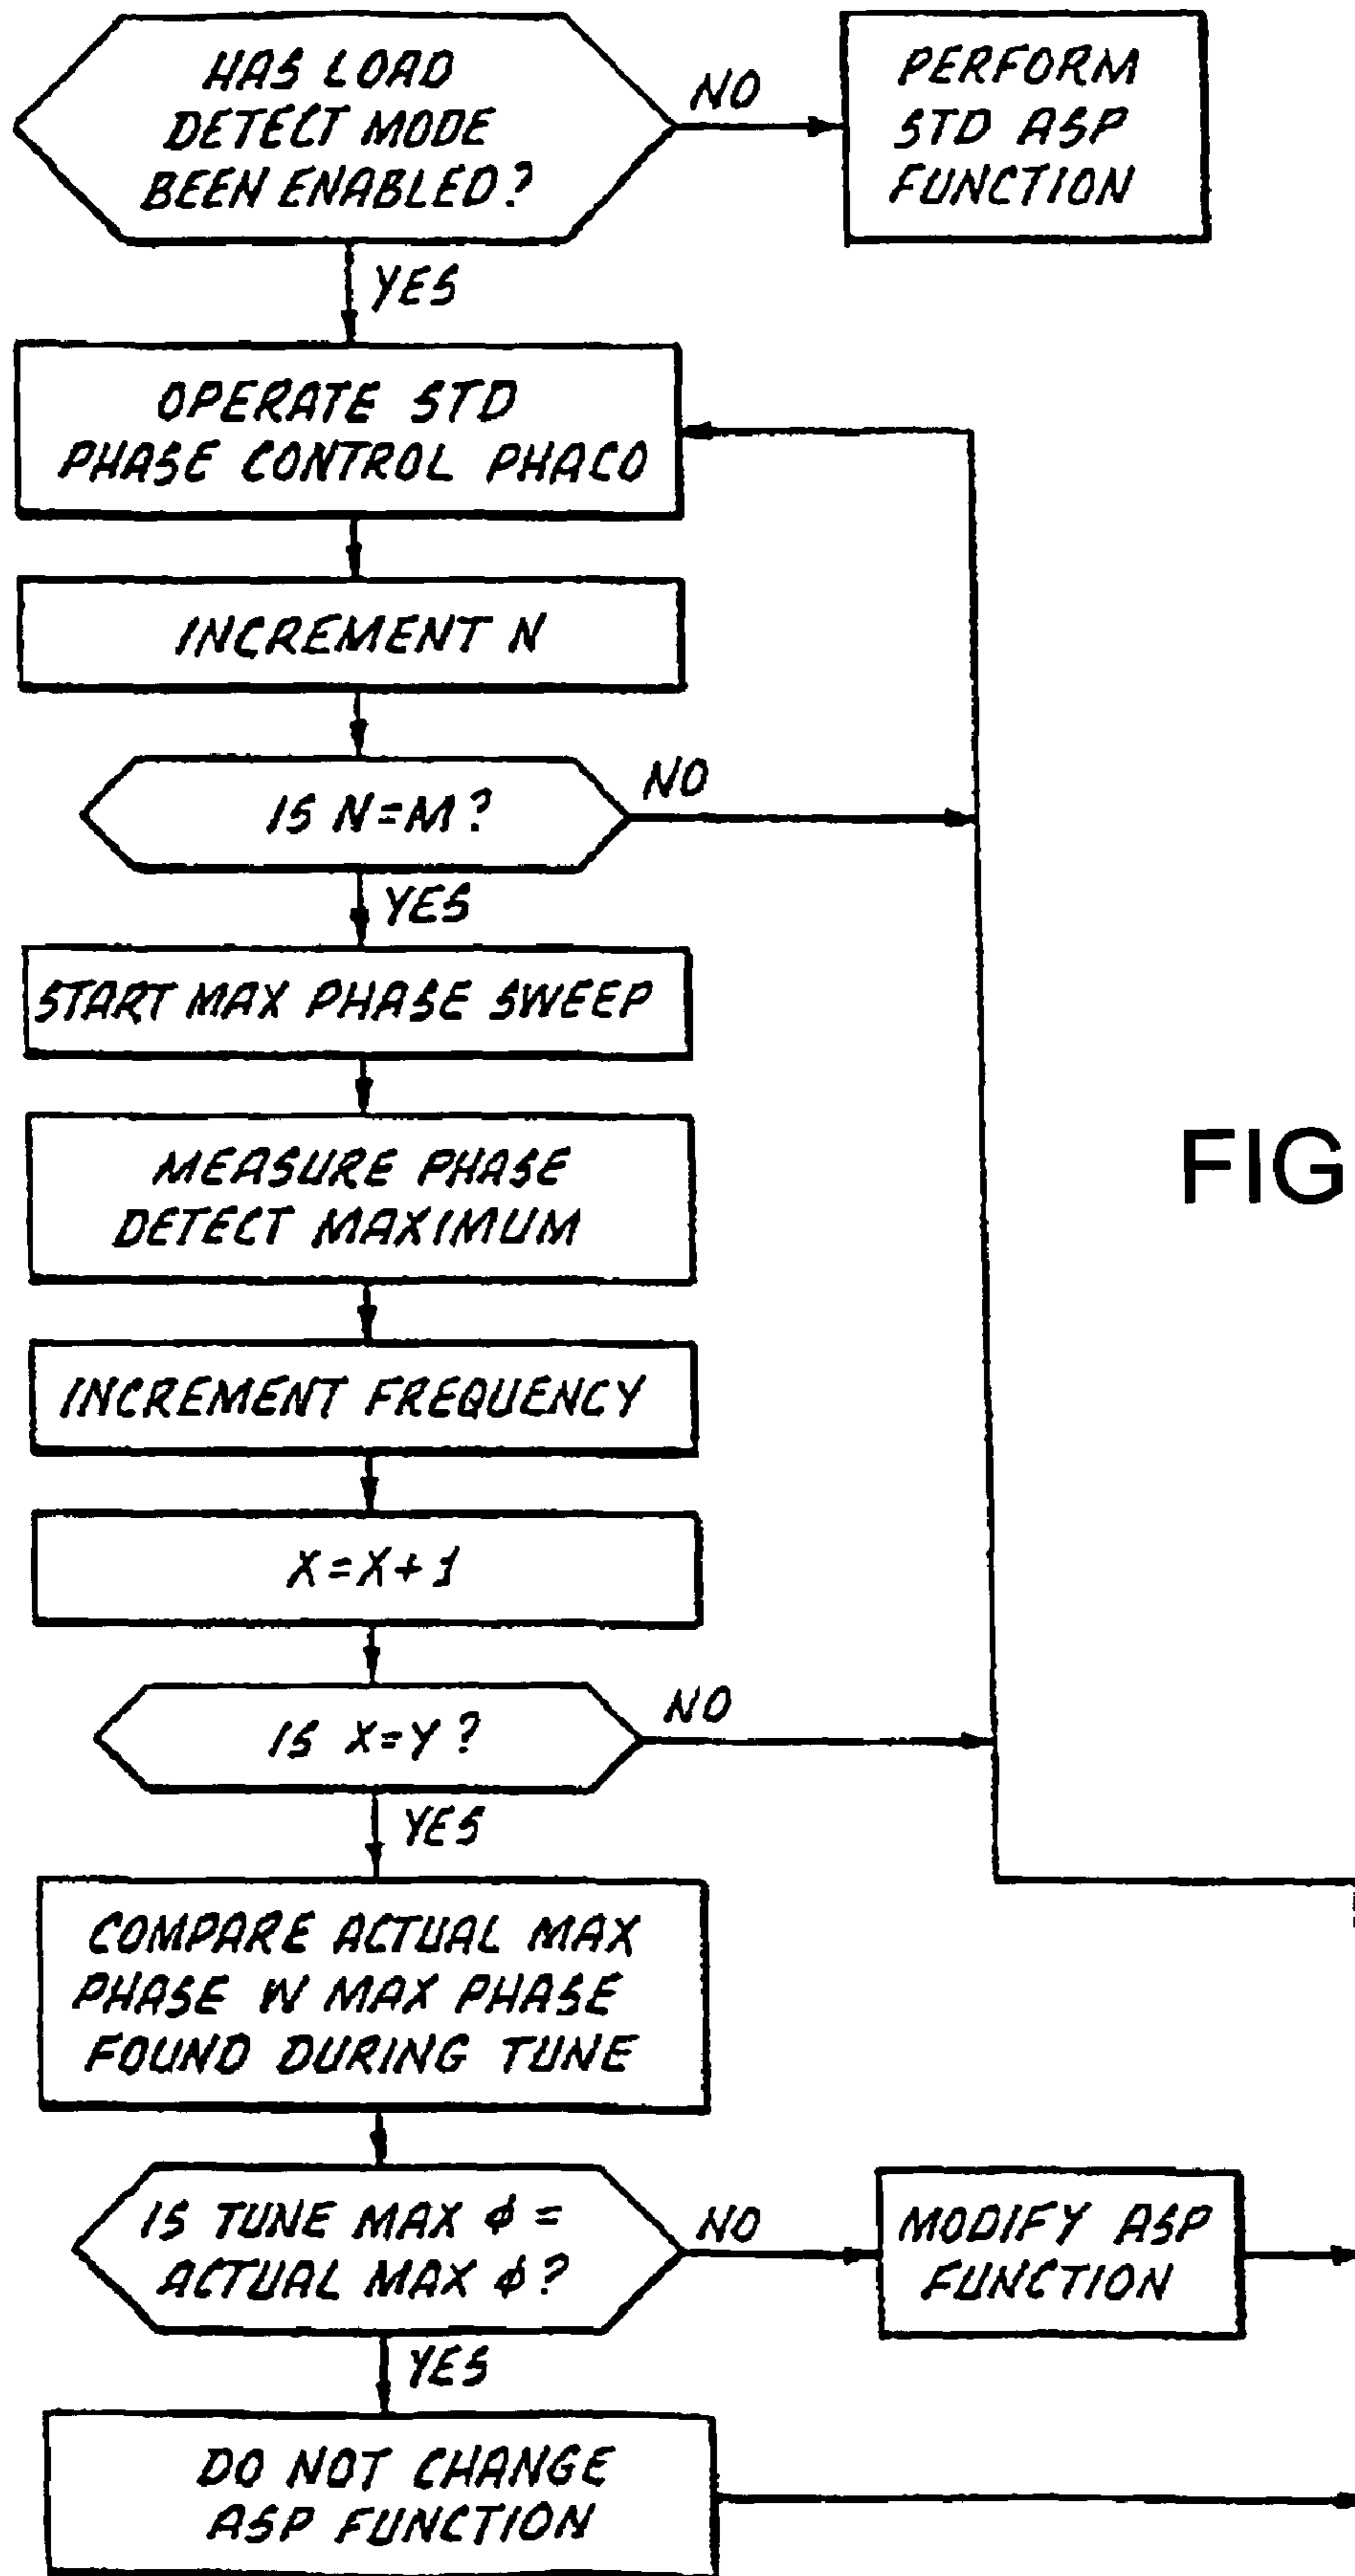 HAS LOAD
DETECT MODE
BEEN ENABLED?
NO
PERFORM
STD ASP
FUNCTION
YES
OPERATE STD
PHASE CONTROL PHACO
INCREMENT N
IS N=M?
NO
YES
START MAX PHASE SWEEP
MEASURE PHASE
DETECT MAXIMUM
FIG
INCREMENT FREQUENCY
X=X+1
IS X=Y?
NO
YES
COMPARE ACTUAL MAX
PHASE W MAX PHASE
FOUND DURING TUNE
IS TUNE MAX ϕ =
ACTUAL MAX ϕ?
NO
MODIFY ASP
FUNCTION
YES
DO NOT CHANGE
ASP FUNCTION